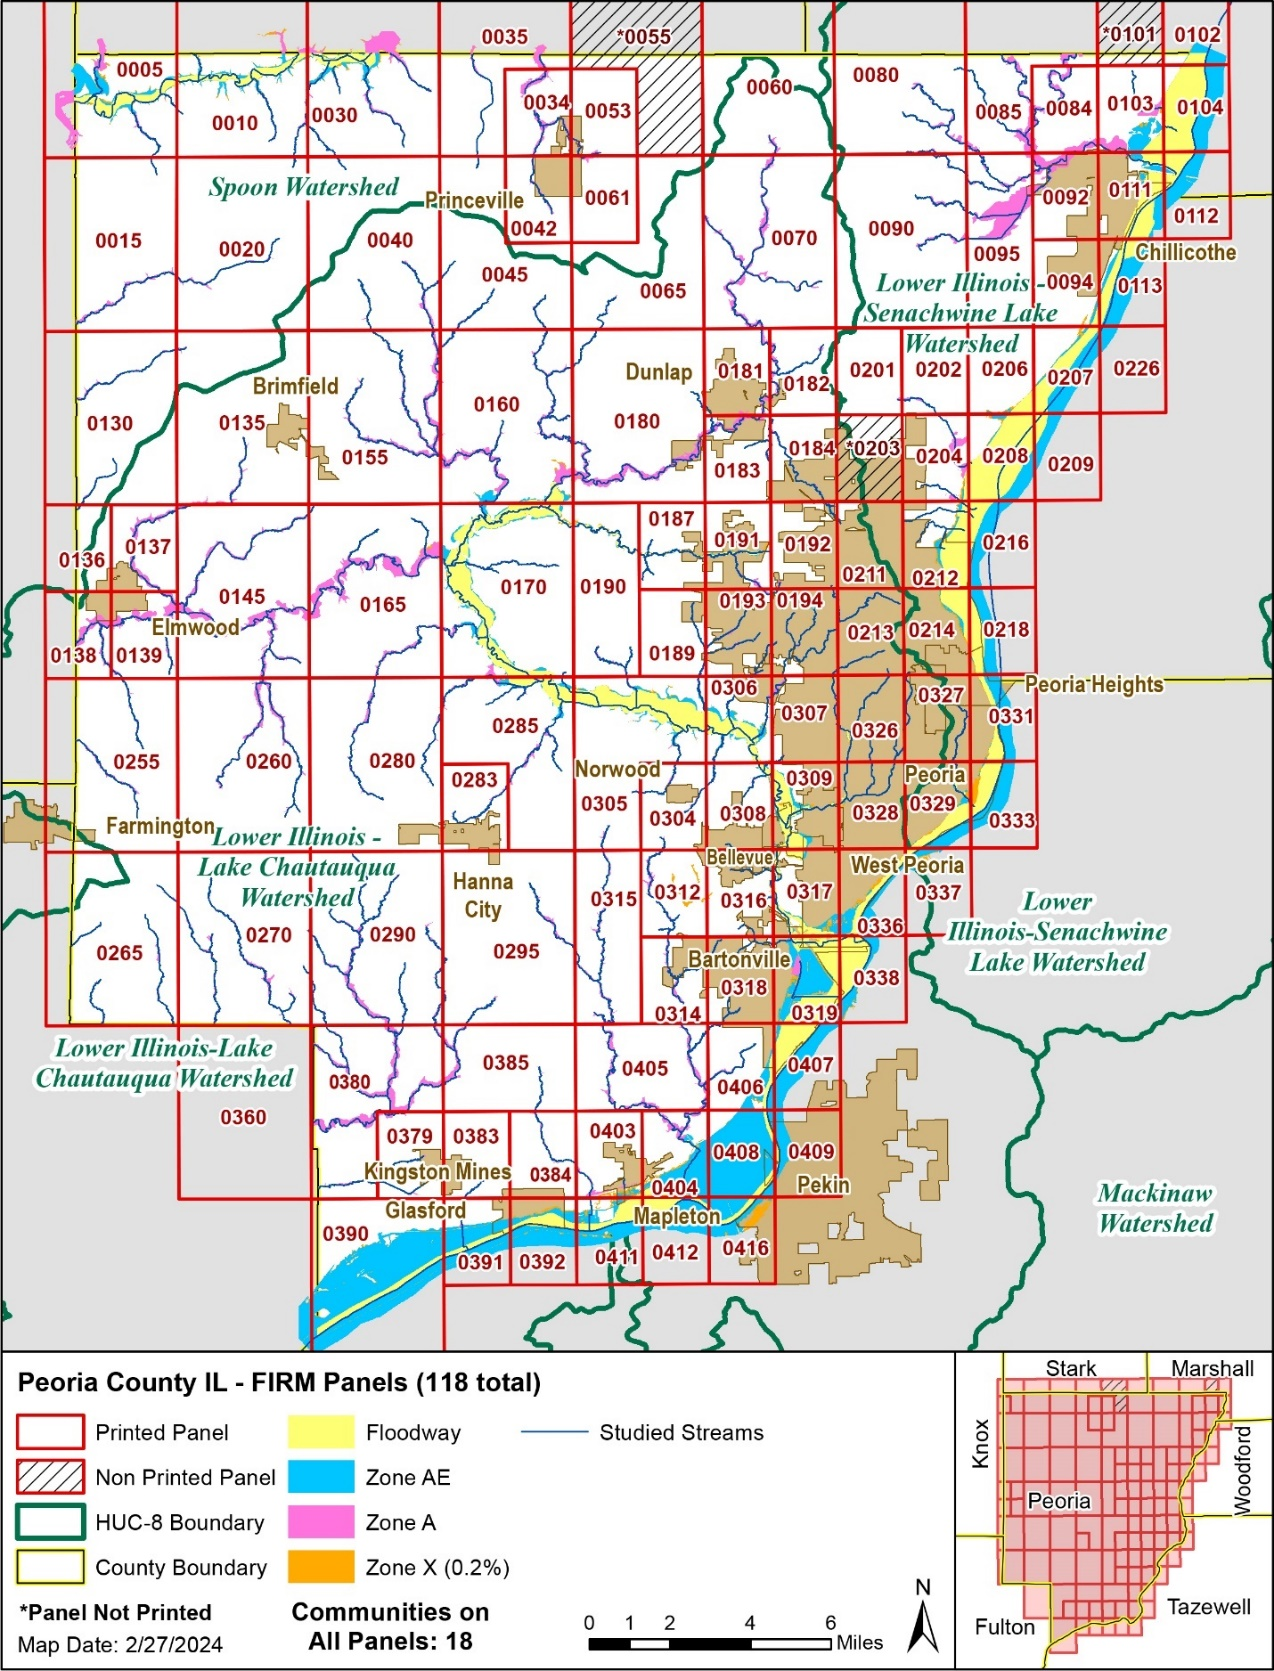 0035
*0055
*0101
0102
0005
0060
0080
0010
0030
0034
0053
0085
0084
0103
0104
Spoon Watershed
Princeville
0061
0092
0111
0112
0015
0020
0040
0042
0070
0090
0095
Chillicothe
0045
0065
Lower Illinois -
Senachwine Lake
Watershed
0094
0113
Brimfield
Dunlap
0181
0182
0201
0202
0206
0207
0226
0130
0135
0155
0160
0180
0183
0184
*0203
0204
0208
0209
0136
0137
0187
0191
0192
0211
0212
0216
0145
0165
0170
0190
0193
0194
Elmwood
0138
0139
0189
0213
0214
0218
0306
0307
0327
Peoria Heights
0331
0255
0260
0280
0285
0326
0283
Norwood
0309
Peoria
0305
0304
0308
0328
0329
0333
Farmington
Lower Illinois -
Lake Chautauqua
Watershed
Bellevue
West Peoria
Hanna
City
0315
0312
0316
0317
0337
Lower
Illinois-Senachwine
Lake Watershed
0336
0265
0270
0290
0295
Bartonville
0318
0338
0314
0319
Lower Illinois-Lake
Chautauqua Watershed
0380
0385
0405
0406
0407
0360
0379
0383
0403
0408
0409
Kingston Mines
0384
0404
Pekin
Mackinaw
Watershed
Glasford
Mapleton
0390
0391
0392
0411
0412
0416
Peoria County IL - FIRM Panels (118 total)
Printed Panel
Floodway
Studied Streams
Non Printed Panel
Zone AE
HUC-8 Boundary
Zone A
County Boundary
Zone X (0.2%)
*Panel Not Printed
Map Date: 2/27/2024
Communities on
All Panels: 18
0 1 2 4 6
Miles
N
Stark
Marshall
Knox
Woodford
Peoria
Fulton
Tazewell